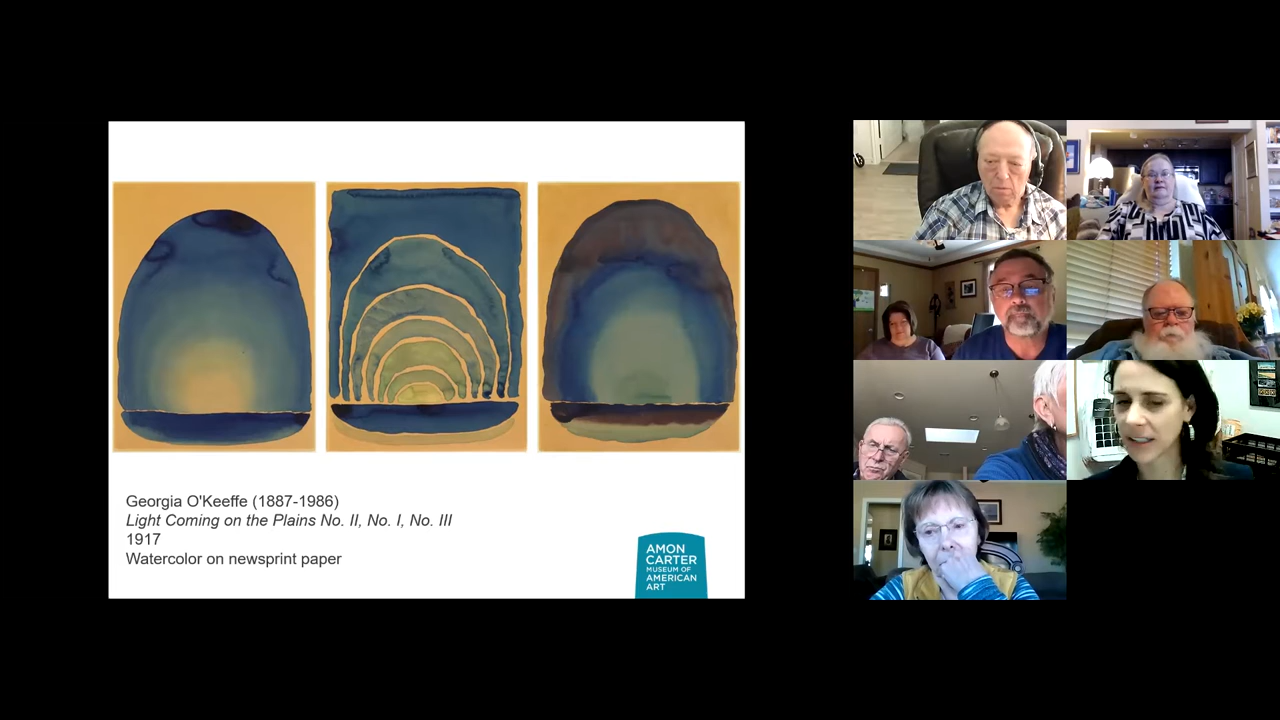 Georgia O'Keeffe (1887-1986)
Light Coming on the Plains No. II, No. I, No. III
1917
Watercolor on newsprint paper
AMON
CARTER
MUSEUM OF
AMERICAN
ART